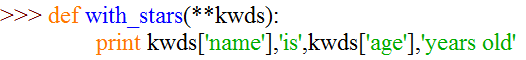 >>> def with_stars(**kwds):
print kwds['name'],'is',kwds['age'],'years old'